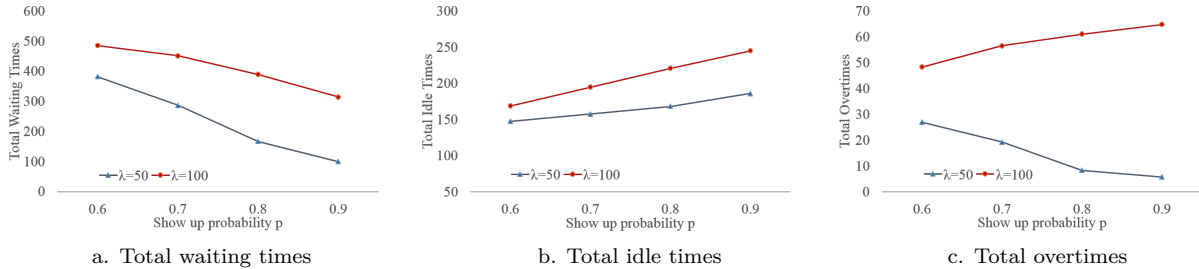 600
500
400
300
200
100
0
Total Waiting Times
λ=50 λ=100
0.6 0.7 0.8 0.9
Show up probability p
a. Total waiting times
300
250
200
150
100
50
Total Idle Times
λ=50 λ=100
0.6 0.7 0.8 0.9
Show up probability p
b. Total idle times
70
60
50
40
30
20
10
0
Total Overtimes
λ=50 λ=100
0.6 0.7 0.8 0.9
Show up probability p
c. Total overtimes